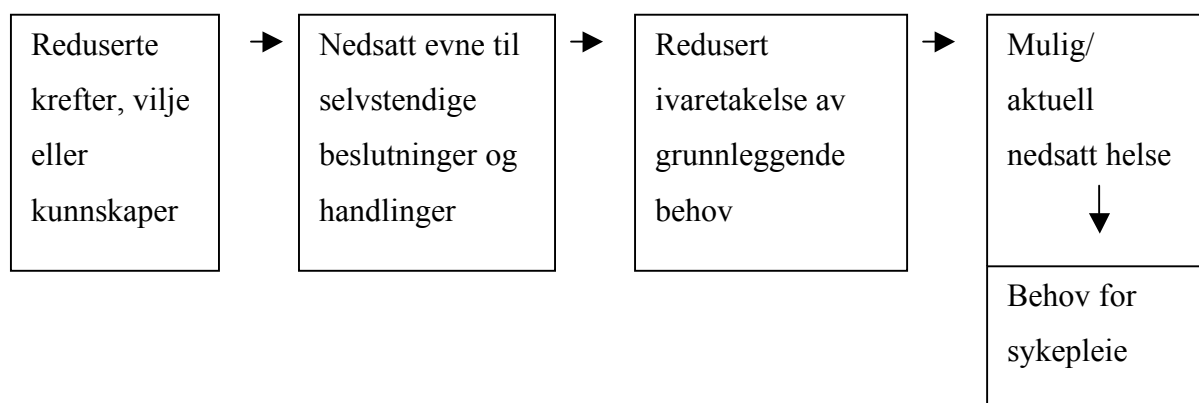 Reduserte
krefter, vilje
eller
kunnskaper
Nedsatt evne til
selvstendige
beslutninger og
handlinger
Redusert
ivaretakelse av
grunnleggende
behov
Mulig/
aktuell
nedsatt helse
Behov for
sykepleie